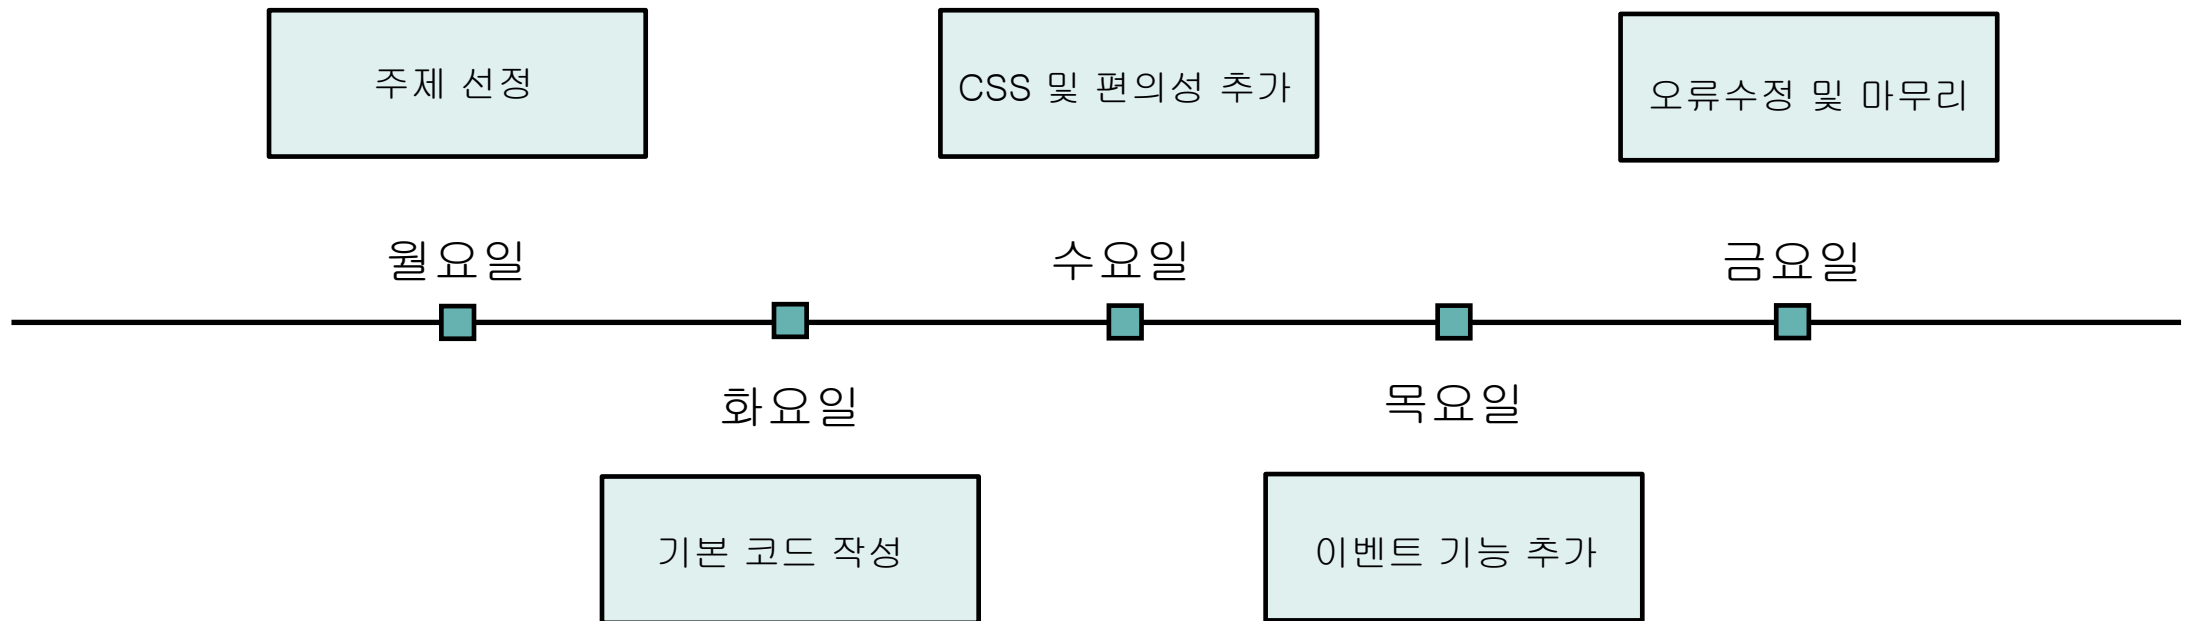 주제 선정
CSS 및 편의성 추가
오류수정 및 마무리
월요일
수요일
금요일
화요일
목요일
기본 코드 작성
이벤트 기능 추가